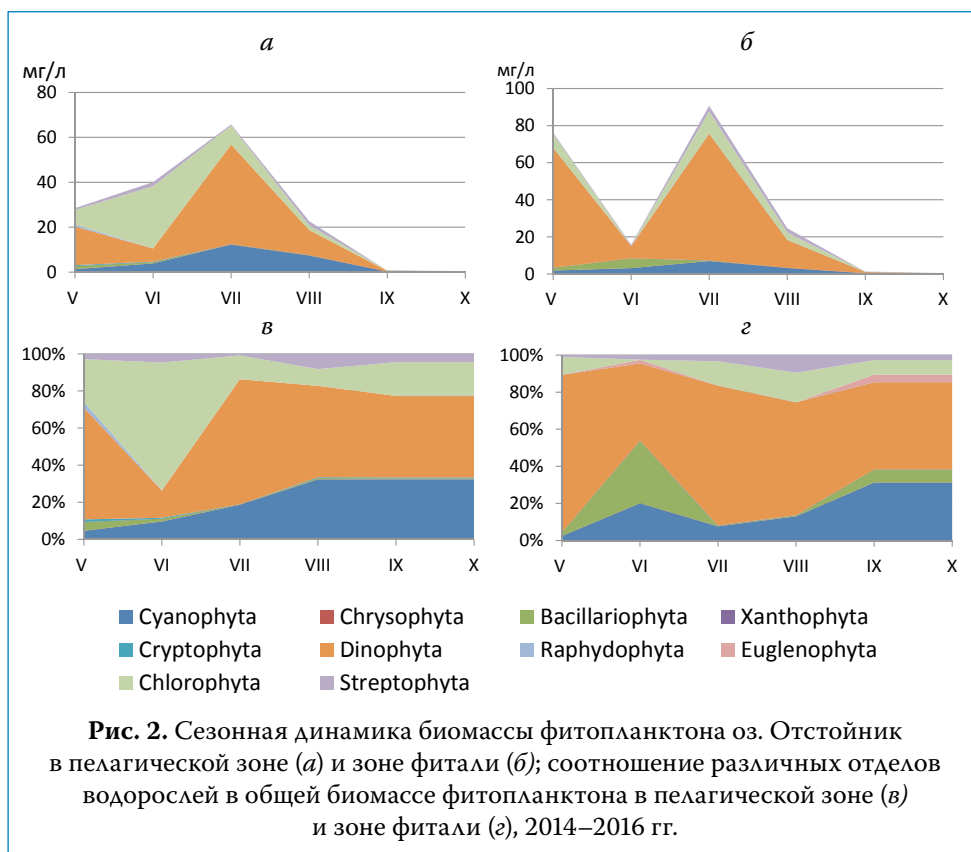 а
б
мг/л
мг/л
80
60
40
20
0
V VI VII VIII IX X
100
80
60
40
20
0
V VI VII VIII IX X
в
г
100%
80%
60%
40%
20%
0%
V VI VII VIII IX X
100%
80%
60%
40%
20%
0%
V VI VII VIII IX X
Cyanophyta Chrysophyta Bacillariophyta Xanthophyta
Cryptophyta Dinophyta Raphydophyta Euglenophyta
Chlorophyta Streptophyta
Рис. 2. Сезонная динамика биомассы фитопланктона оз. Отстойник
в пелагической зоне (а) и зоне фитали (б); соотношение различных отделов
водорослей в общей биомассе фитопланктона в пелагической зоне (в)
и зоне фитали (г), 2014–2016 гг.